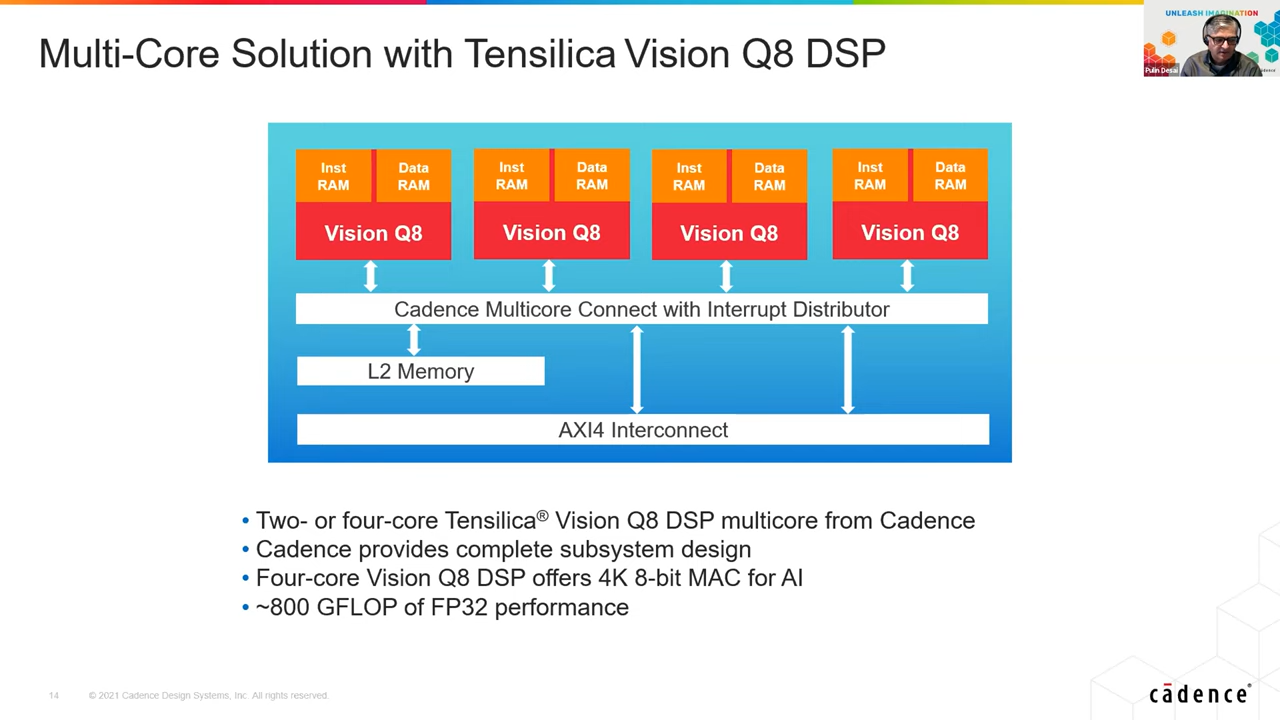 Multi-Core Solution with Tensilica Vision Q8 DSP
UNLEASH IMAGINATION
Pulin Desai
cadence
Inst RAM
Data RAM
Inst RAM
Data RAM
Inst RAM
Data RAM
Inst RAM
Data RAM
Vision Q8
Vision Q8
Vision Q8
Vision Q8
Cadence Multicore Connect with Interrupt Distributor
L2 Memory
AXI4 Interconnect
• Two- or four-core Tensilica® Vision Q8 DSP multicore from Cadence
• Cadence provides complete subsystem design
• Four-core Vision Q8 DSP offers 4K 8-bit MAC for AI
• ~800 GFLOP of FP32 performance
14 © 2021 Cadence Design Systems, Inc. All rights reserved.
cādence®